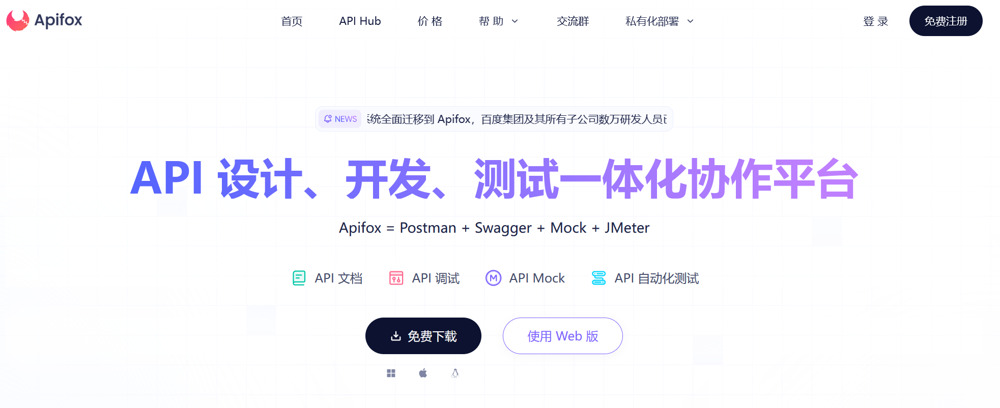 Apifox
首页 API Hub 价 格 帮 助 交流群 私有化部署 登 录 免费注册
NEWS 系统全面迁移到 Apifox，百度集团及其所有子公司数万研发人员已
API 设计、开发、测试一体化协作平台
Apifox = Postman + Swagger + Mock + JMeter
API 文档 API 调试 M API Mock API 自动化测试
免费下载 使用 Web 版